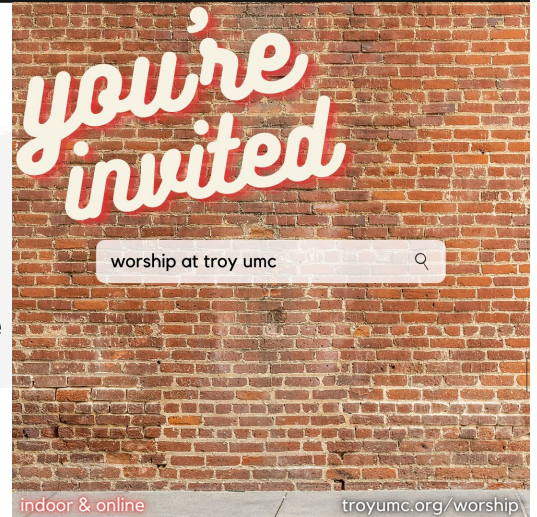 you're
invited
worship at troy umc
indoor & online
troyumc.org/worship